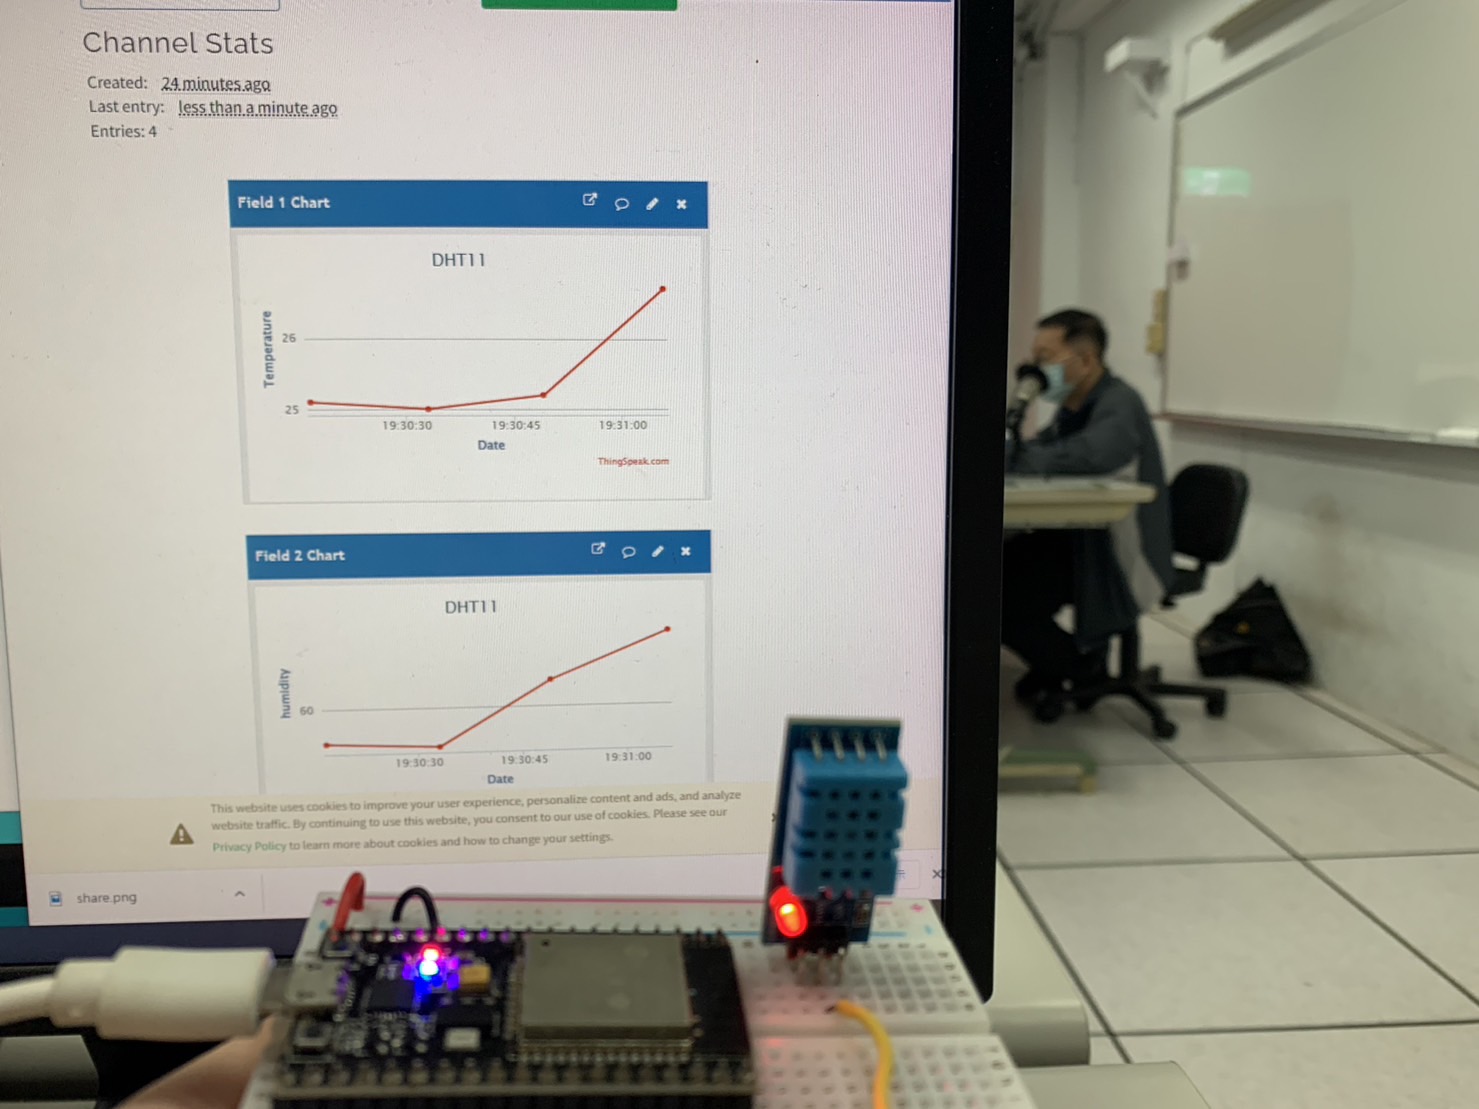 Channel Stats
Created: 24 minutes ago
Last entry: less than a minute ago
Entries: 4
Field 1 Chart
DHT11
Temperature
26
25
19:30:30 19:30:45 19:31:00
Date
ThingSpeak.com
Field 2 Chart
DHT11
humidity
60
19:30:30 19:30:45 19:31:00
Date
This website uses cookies to improve your user experience, personalize content and ads, and analyze
website traffic. By continuing to use this website, you consent to our use of cookies. Please see our
Privacy Policy to learn more about cookies and how to change your settings.
share.png